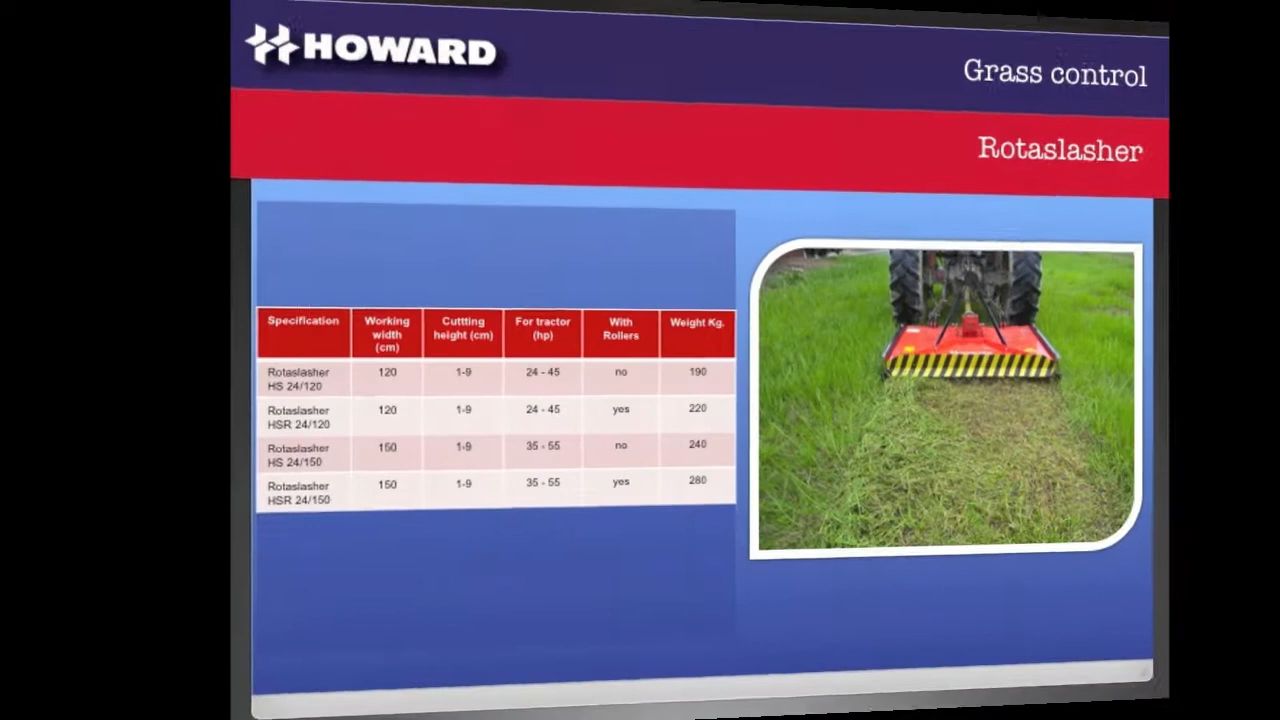 HOWARD
Grass control
Rotaslasher
Specification Working width (cm) Cuttting height (cm) For tractor (hp) With Rollers Weight Kg.
Rotaslasher HS 24/120 120 1-9 24 - 45 no 190
Rotaslasher HSR 24/120 120 1-9 24 - 45 yes 220
Rotaslasher HS 24/150 150 1-9 35 - 55 no 240
Rotaslasher HSR 24/150 150 1-9 35 - 55 yes 280